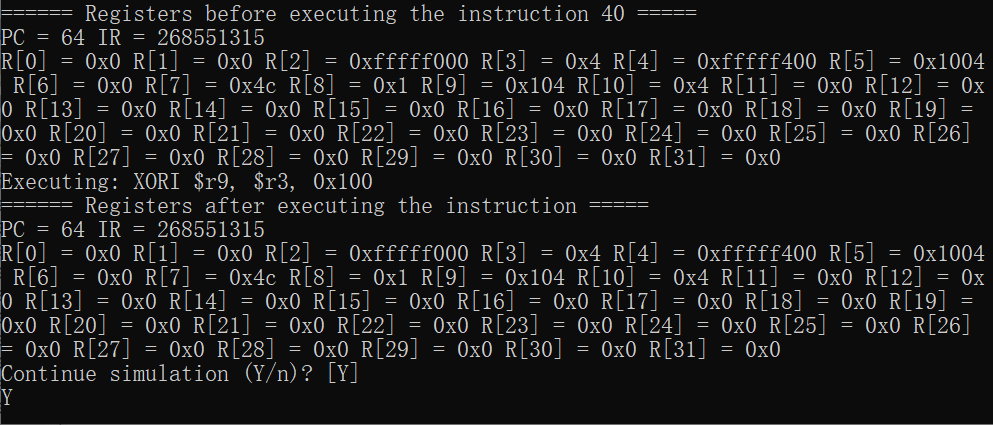 ====== Registers before executing the instruction 40 =====
PC = 64 IR = 268551315
R[0] = 0x0 R[1] = 0x0 R[2] = 0xfffff000 R[3] = 0x4 R[4] = 0xfffff400 R[5] = 0x1004
R[6] = 0x0 R[7] = 0x4c R[8] = 0x1 R[9] = 0x104 R[10] = 0x4 R[11] = 0x0 R[12] = 0x
0 R[13] = 0x0 R[14] = 0x0 R[15] = 0x0 R[16] = 0x0 R[17] = 0x0 R[18] = 0x0 R[19] =
0x0 R[20] = 0x0 R[21] = 0x0 R[22] = 0x0 R[23] = 0x0 R[24] = 0x0 R[25] = 0x0 R[26]
= 0x0 R[27] = 0x0 R[28] = 0x0 R[29] = 0x0 R[30] = 0x0 R[31] = 0x0
Executing: XORI $r9, $r3, 0x100
====== Registers after executing the instruction =====
PC = 64 IR = 268551315
R[0] = 0x0 R[1] = 0x0 R[2] = 0xfffff000 R[3] = 0x4 R[4] = 0xfffff400 R[5] = 0x1004
R[6] = 0x0 R[7] = 0x4c R[8] = 0x1 R[9] = 0x104 R[10] = 0x4 R[11] = 0x0 R[12] = 0x
0 R[13] = 0x0 R[14] = 0x0 R[15] = 0x0 R[16] = 0x0 R[17] = 0x0 R[18] = 0x0 R[19] =
0x0 R[20] = 0x0 R[21] = 0x0 R[22] = 0x0 R[23] = 0x0 R[24] = 0x0 R[25] = 0x0 R[26]
= 0x0 R[27] = 0x0 R[28] = 0x0 R[29] = 0x0 R[30] = 0x0 R[31] = 0x0
Continue simulation (Y/n)? [Y]
Y